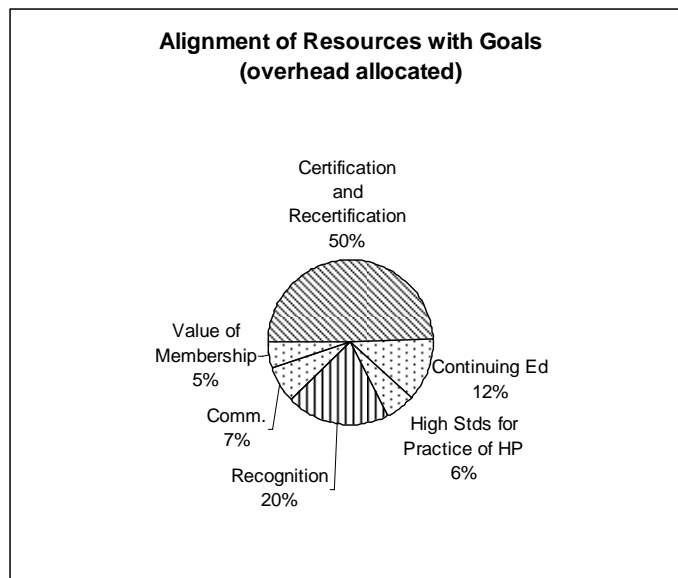 Alignment of Resources with Goals
(overhead allocated)
Certification
and
Recertification
50%
Value of
Membership
5%
Continuing Ed
12%
Comm.
7%
High Stds for
Practice of HP
6%
Recognition
20%